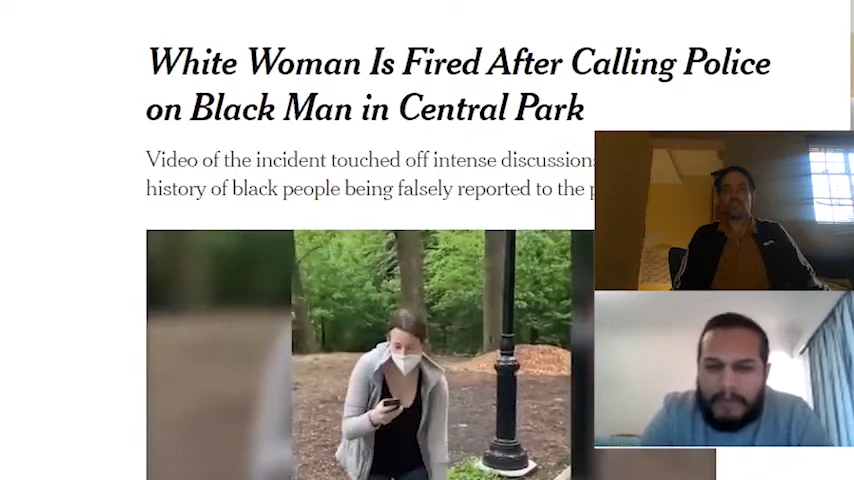 White Woman Is Fired After Calling Police
on Black Man in Central Park
Video of the incident touched off intense discussions
history of black people being falsely reported to the